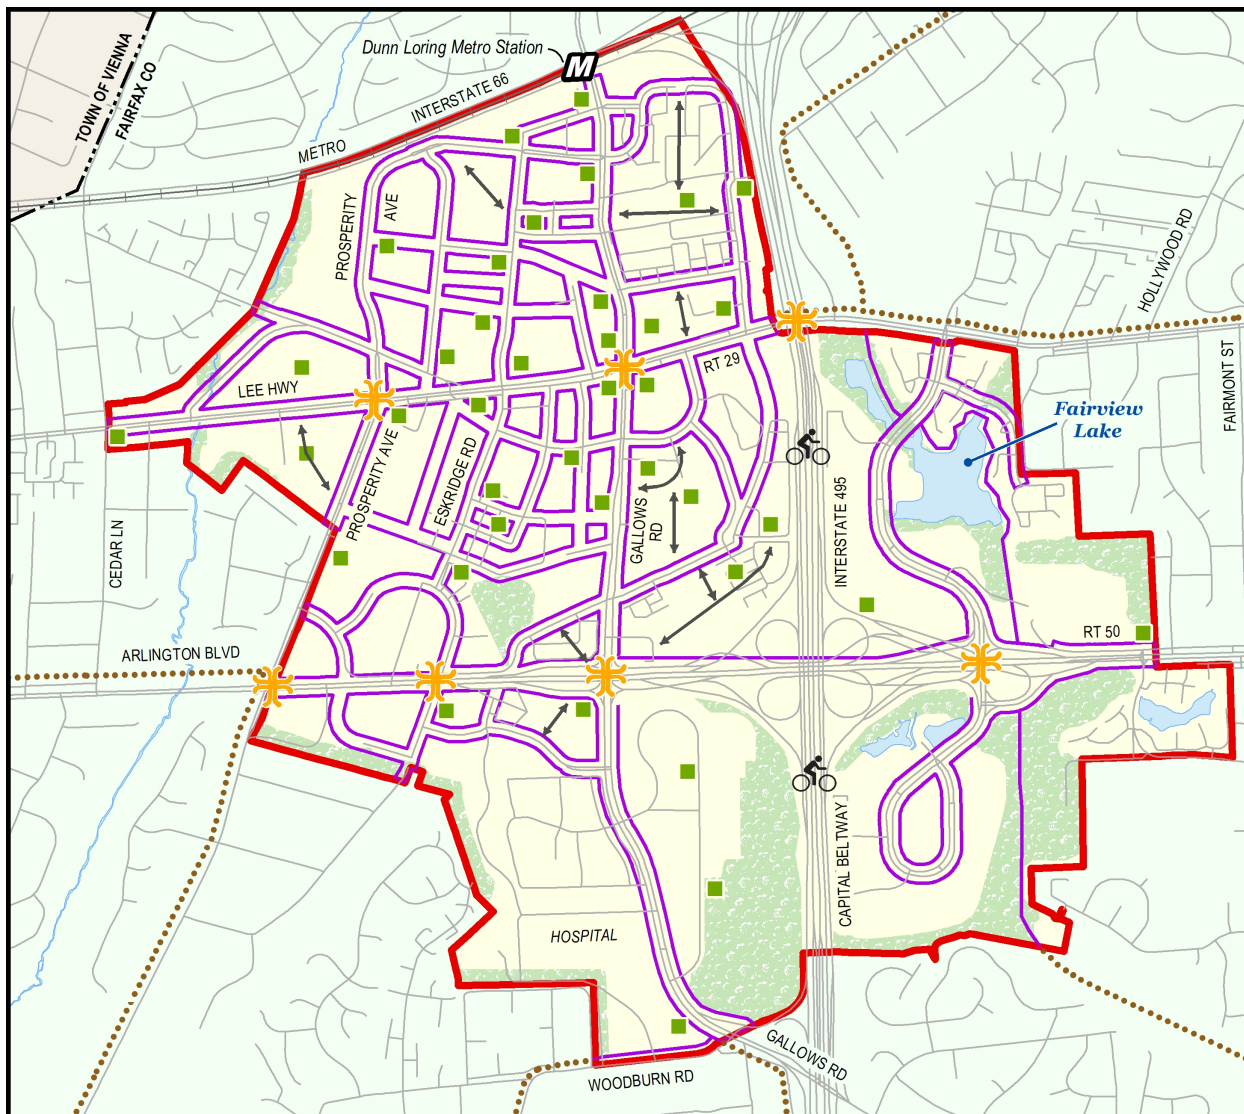 Dunn Loring Metro Station
M
TOWN OF VIENNA
FAIRFAX CO
INTERSTATE 66
METRO
PROSPERITY
AVE
HOLLYWOOD RD
RT 29
LEE HWY
FAIRMONT ST
Fairview
Lake
PROSPERITY AVE
ESKRIDGE RD
GALLOWS
RD
INTERSTATE 495
CEDAR LN
ARLINGTON BLVD
RT 50
CAPITAL BELTWAY
HOSPITAL
GALLOWS RD
WOODBURN RD